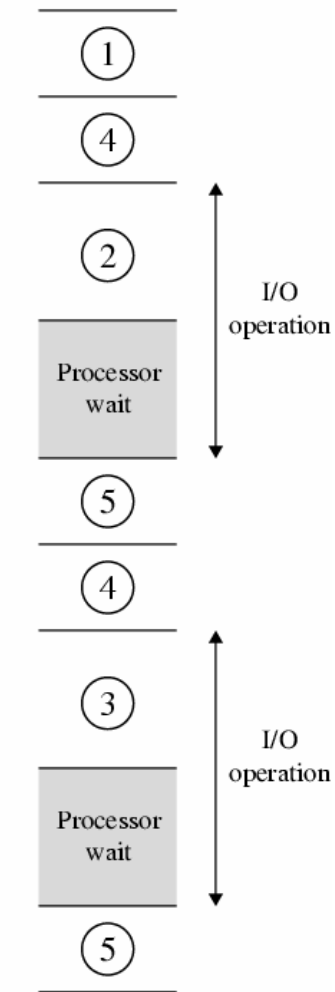 1
4
2
I/O
operation
Processor
wait
5
4
3
I/O
operation
Processor
wait
5